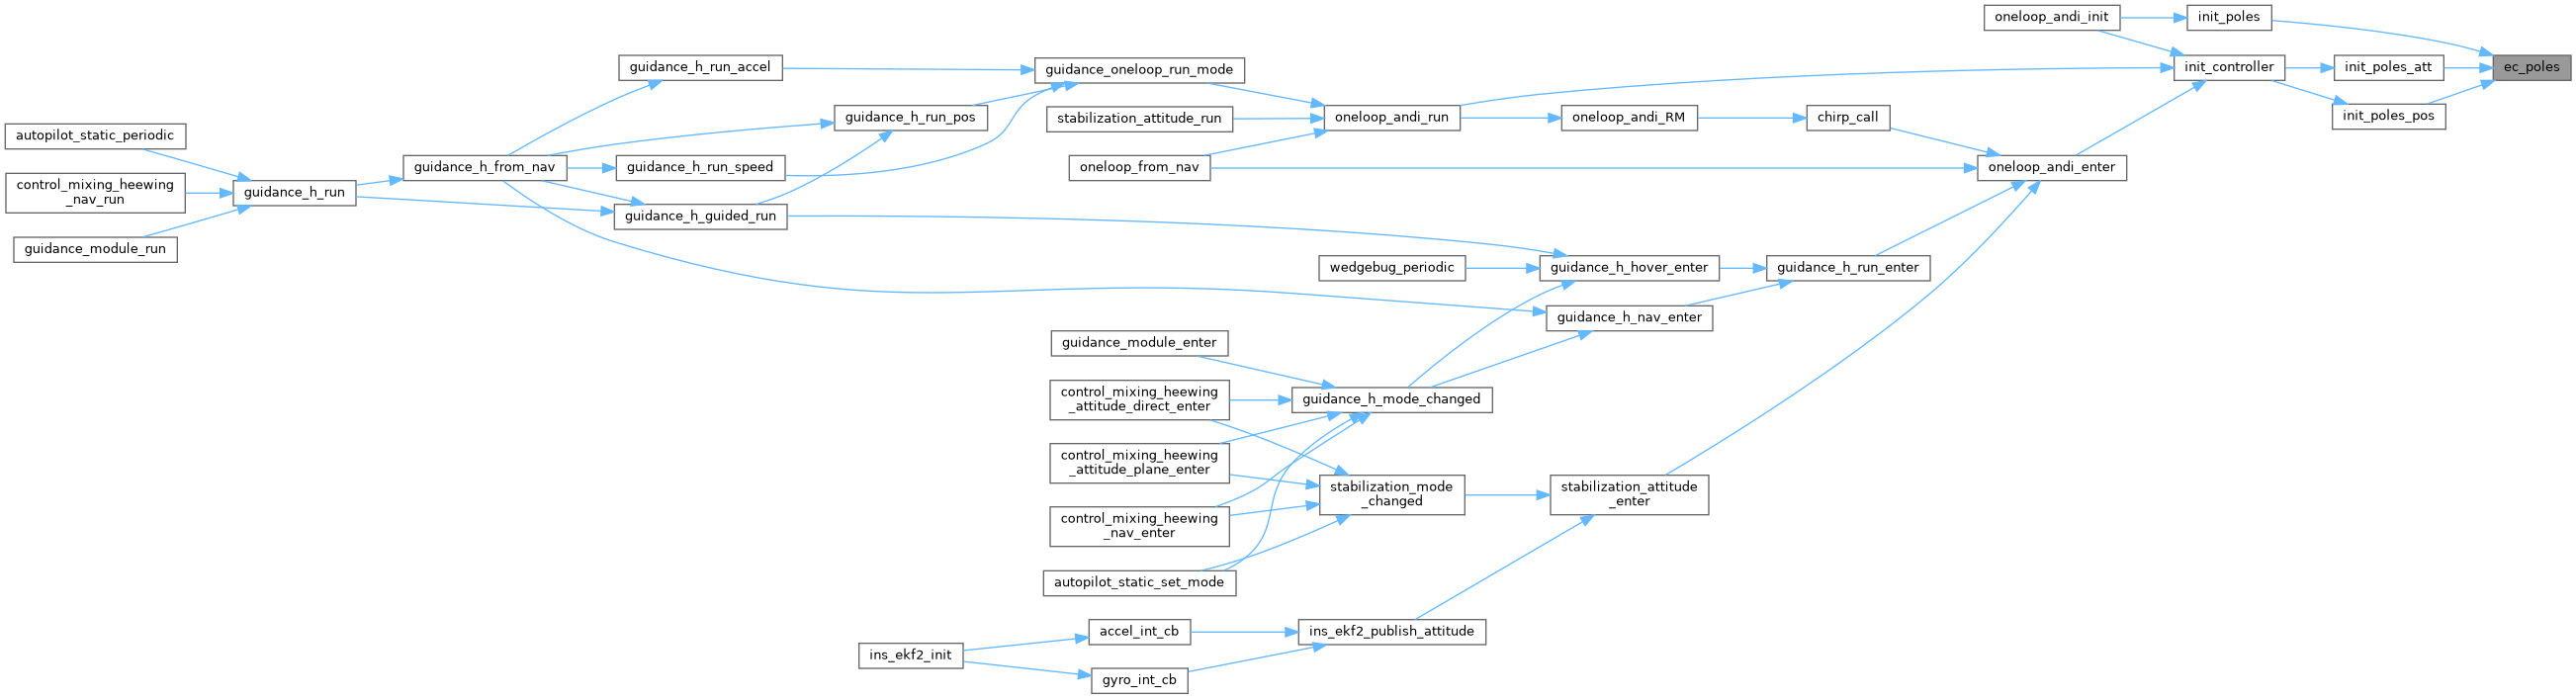 oneloop_andi_init
init_poles
guidance_h_run_accel
guidance_oneloop_run_mode
init_controller
init_poles_att
ec_poles
guidance_h_run_pos
stabilization_attitude_run
oneloop_andi_run
oneloop_andi_RM
chirp_call
init_poles_pos
autopilot_static_periodic
guidance_h_from_nav
guidance_h_run_speed
oneloop_from_nav
oneloop_andi_enter
control_mixing_heewing
_nav_run
guidance_h_run
guidance_h_guided_run
guidance_module_run
wedgebug_periodic
guidance_h_hover_enter
guidance_h_run_enter
guidance_h_nav_enter
guidance_module_enter
control_mixing_heewing
_attitude_direct_enter
guidance_h_mode_changed
control_mixing_heewing
_attitude_plane_enter
stabilization_mode
_changed
stabilization_attitude
_enter
control_mixing_heewing
_nav_enter
autopilot_static_set_mode
accel_int_cb
ins_ekf2_publish_attitude
ins_ekf2_init
gyro_int_cb